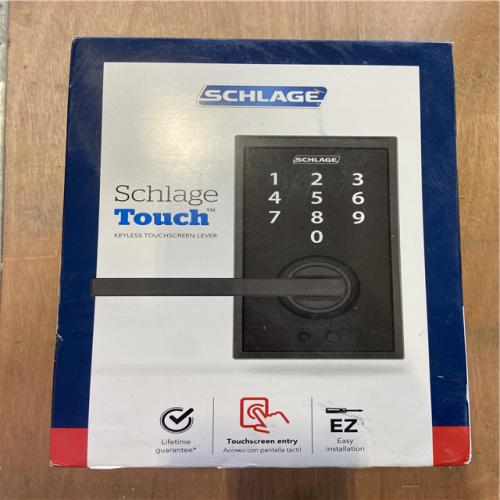 SCHLAGE
SCHLAGE
1 2 3
4 5 6
7 8 9
0
Schlage
Touch™
KEYLESS TOUCHSCREEN LEVER
Lifetime
guarantee*
Touchscreen entry
Acceso con pantalla táctil
EZ
Easy
installation